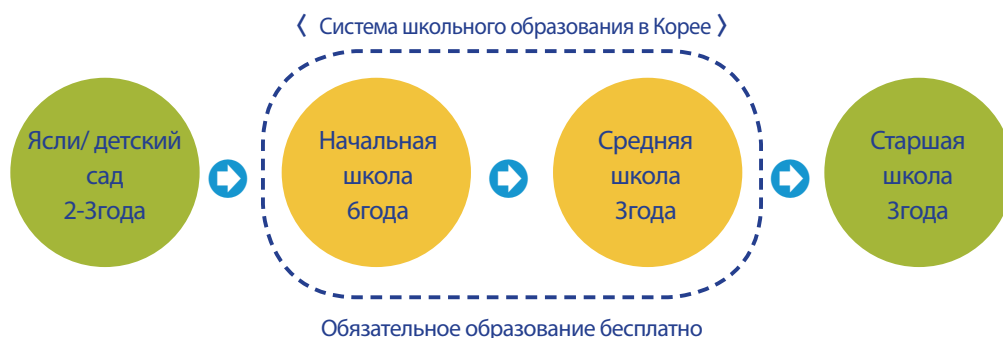 〈 Система школьного образования в Корее 〉
Ясли/ детский
сад
2-3года
Начальная
школа
6года
Средняя
школа
3года
Старшая
школа
3года
Обязательное образование бесплатно